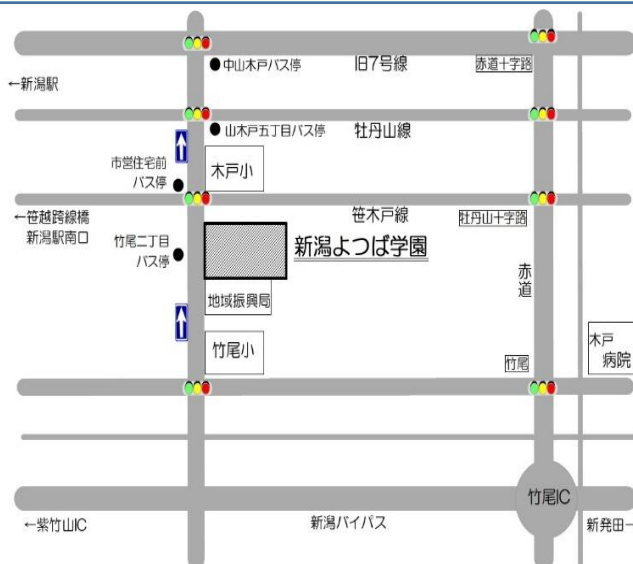 中山木戸バス停
旧7号線
赤道十字路
←新潟駅
山木戸五丁目バス停
牡丹山線
市営住宅前
バス停
木戸小
←笹越跨線橋
新潟駅南口
笹木戸線
牡丹山十字路
竹尾二丁目
バス停
新潟よつば学園
赤道
地域振興局
竹尾小
竹尾
木戸
病院
竹尾IC
←紫竹山IC
新潟バイパス
新発田→